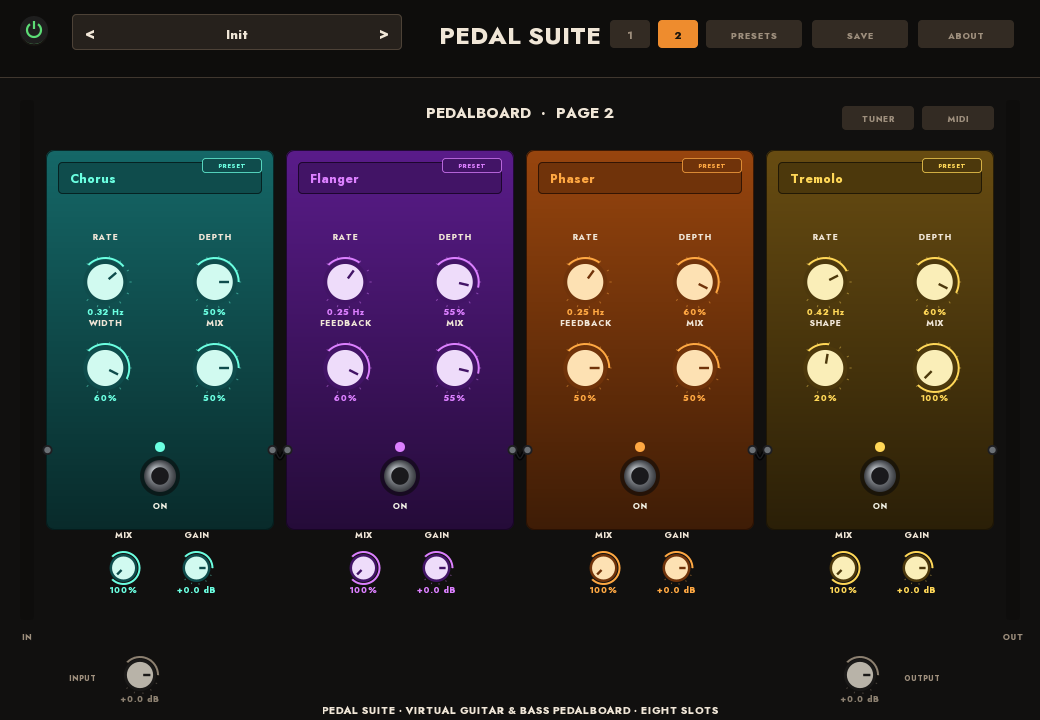 < Init > PEDAL SUITE 1 2 PRESETS SAVE ABOUT
PEDALBOARD · PAGE 2
TUNER MIDI
PRESET PRESET PRESET PRESET
Chorus Flanger Phaser Tremolo
RATE DEPTH RATE DEPTH RATE DEPTH RATE DEPTH
0.32 Hz 50% 0.25 Hz 55% 0.25 Hz 60% 0.42 Hz 60%
WIDTH MIX FEEDBACK MIX FEEDBACK MIX SHAPE MIX
60% 50% 60% 55% 50% 50% 20% 100%
ON ON ON ON
MIX GAIN MIX GAIN MIX GAIN MIX GAIN
100% +0.0 dB 100% +0.0 dB 100% +0.0 dB 100% +0.0 dB
IN OUT
INPUT OUTPUT
+0.0 dB +0.0 dB
PEDAL SUITE · VIRTUAL GUITAR & BASS PEDALBOARD · EIGHT SLOTS